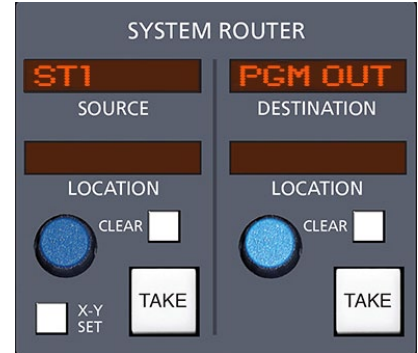 SYSTEM ROUTER
ST1
SOURCE
LOCATION
CLEAR
X-Y
SET
TAKE
PGM OUT
DESTINATION
LOCATION
CLEAR
TAKE